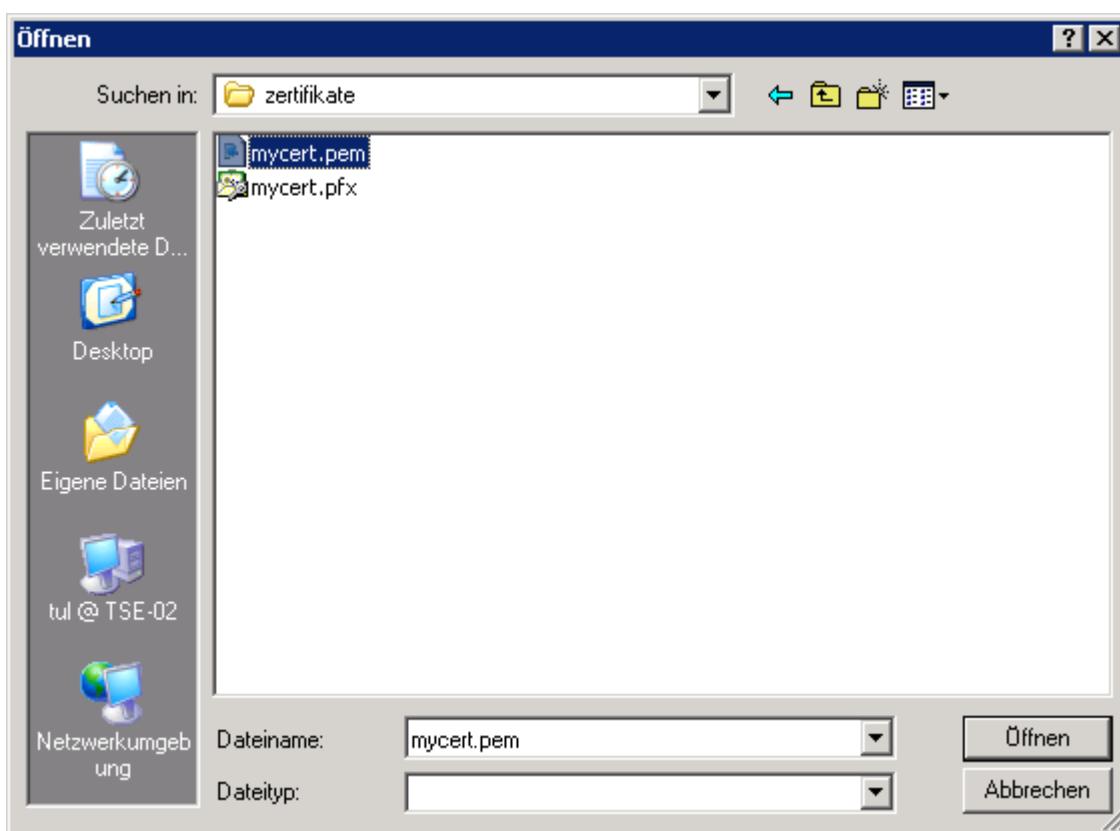 Öffnen
Suchen in: zertifikate
mycert.pem
mycert.pfx
Zuletzt
verwendete D...
Desktop
Eigene Dateien
tul @ TSE-02
Netzwerkumgeb
ung
Dateiname: mycert.pem Öffnen
Dateityp: Abbrechen